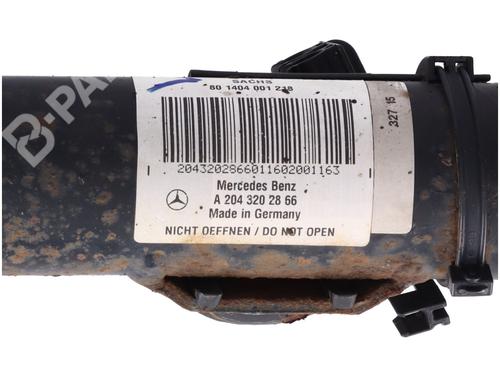 SACHS
80 1404 001 218
327 15
2043202866011602001163
Mercedes Benz
A 204 320 28 66
Made in Germany
NICHT OEFFNEN / DO NOT OPEN
B-PARTS